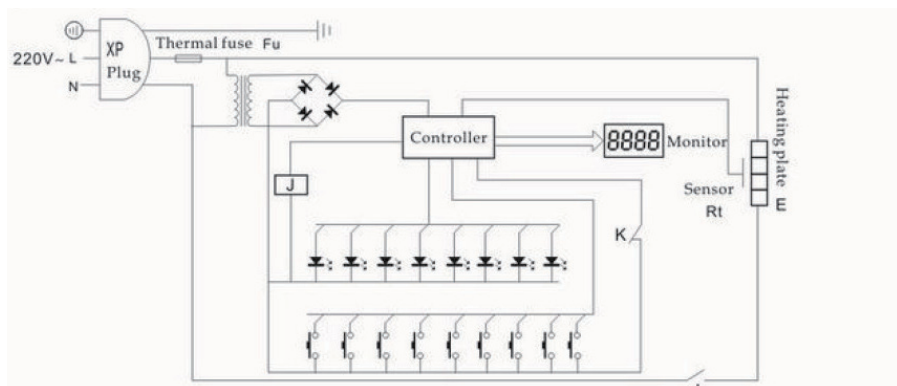 XP
Plug
220V~ L
N
Thermal fuse Fu
Controller
8888
Monitor
Sensor
Rt
Heating plate E
J
K